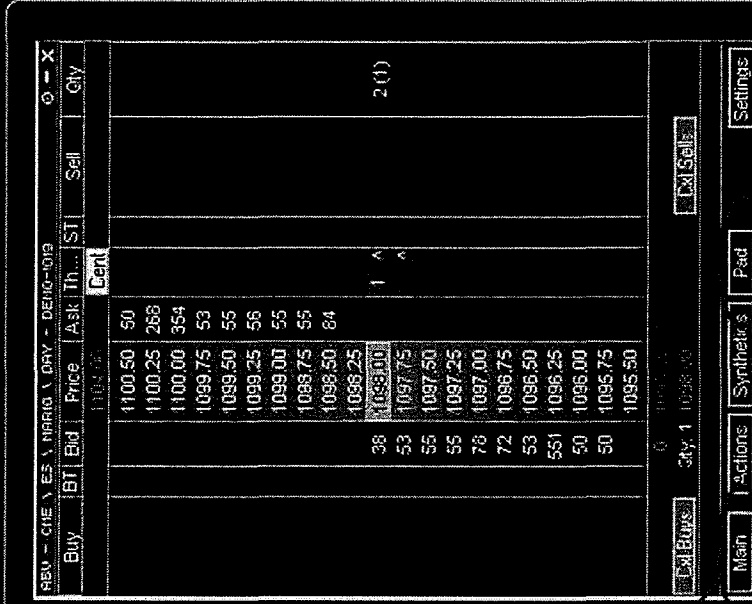 ABV - CME \ ES \ MARIO \ DAY - DEMO-1019
Buy BT Bid Price Ask Th... ST Sell Qty
Cent
1100.50 50
1100.25 268
1100.00 354
1099.75 53
1099.50 55
1099.25 56
1099.00 55
1098.75 55
1098.50 84
1098.25
38 1098.00 1 ^ 2(1)
53 1097.75 ^
55 1097.50
55 1097.25
78 1097.00
72 1096.75
53 1096.50
551 1096.25
50 1096.00
50 1095.75
1095.50
0
Cxl Buys Qty: 1 Cxl Sells
Main Actions Synthetics Pad Settings